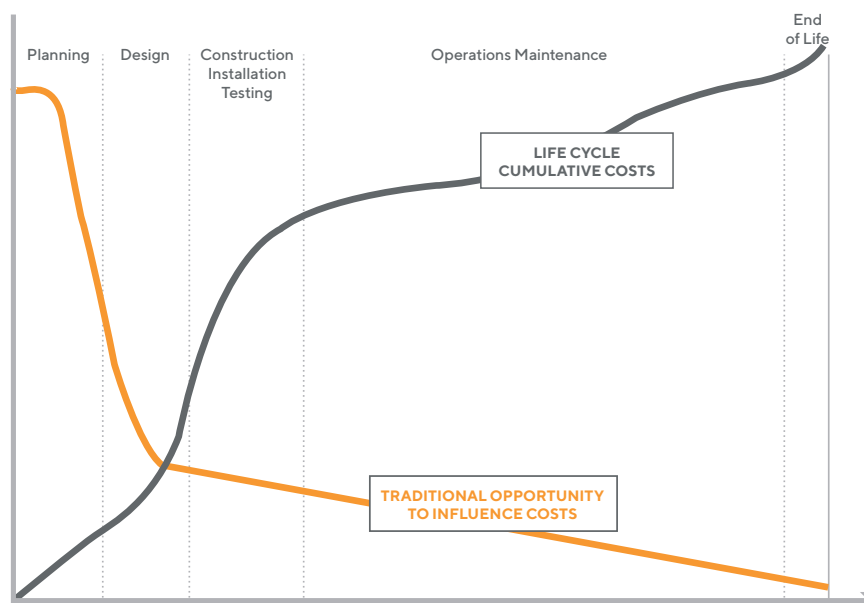 Planning
Design
Construction
Installation
Testing
Operations Maintenance
End
of Life
LIFE CYCLE
CUMULATIVE COSTS
TRADITIONAL OPPORTUNITY
TO INFLUENCE COSTS